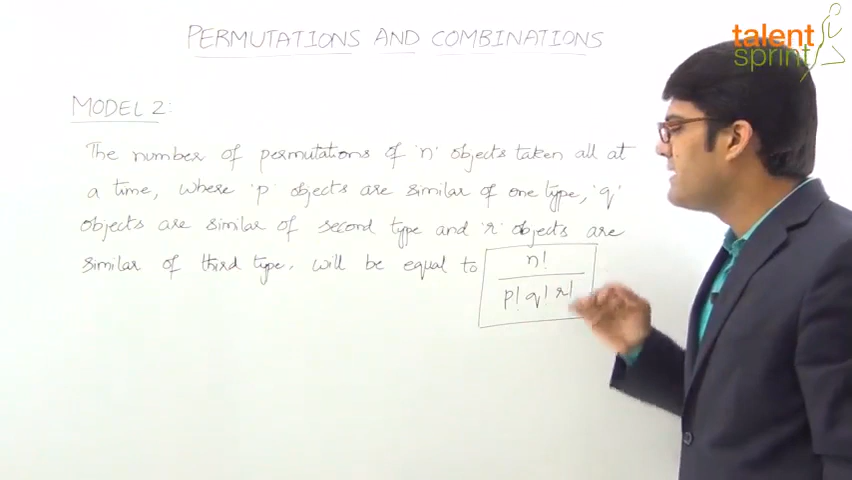 talent
sprint
PERMUTATIONS AND COMBINATIONS
MODEL 2:
The number of permutations of 'n' objects taken all at
a time, where 'p' objects are similar of one type, 'q'
objects are similar of second type and 'r' objects are
similar of third type, will be equal to
n!
p! q! r!